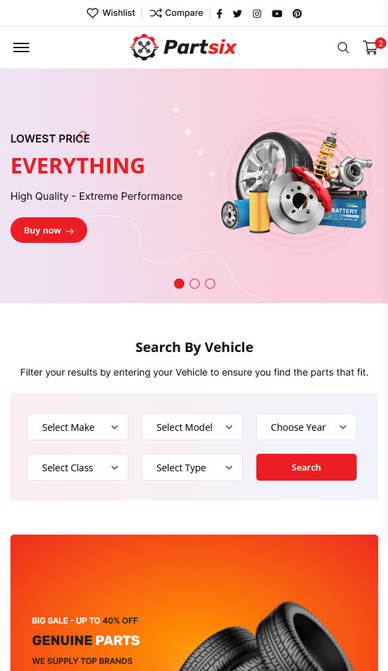 Wishlist Compare
2
Partsix
LOWEST PRICE
EVERYTHING
High Quality - Extreme Performance
Buy now →
BATTERY
Search By Vehicle
Filter your results by entering your Vehicle to ensure you find the parts that fit.
Select Make Select Model Choose Year
Select Class Select Type Search
BIG SALE - UP TO 40% OFF
GENUINE PARTS
WE SUPPLY TOP BRANDS